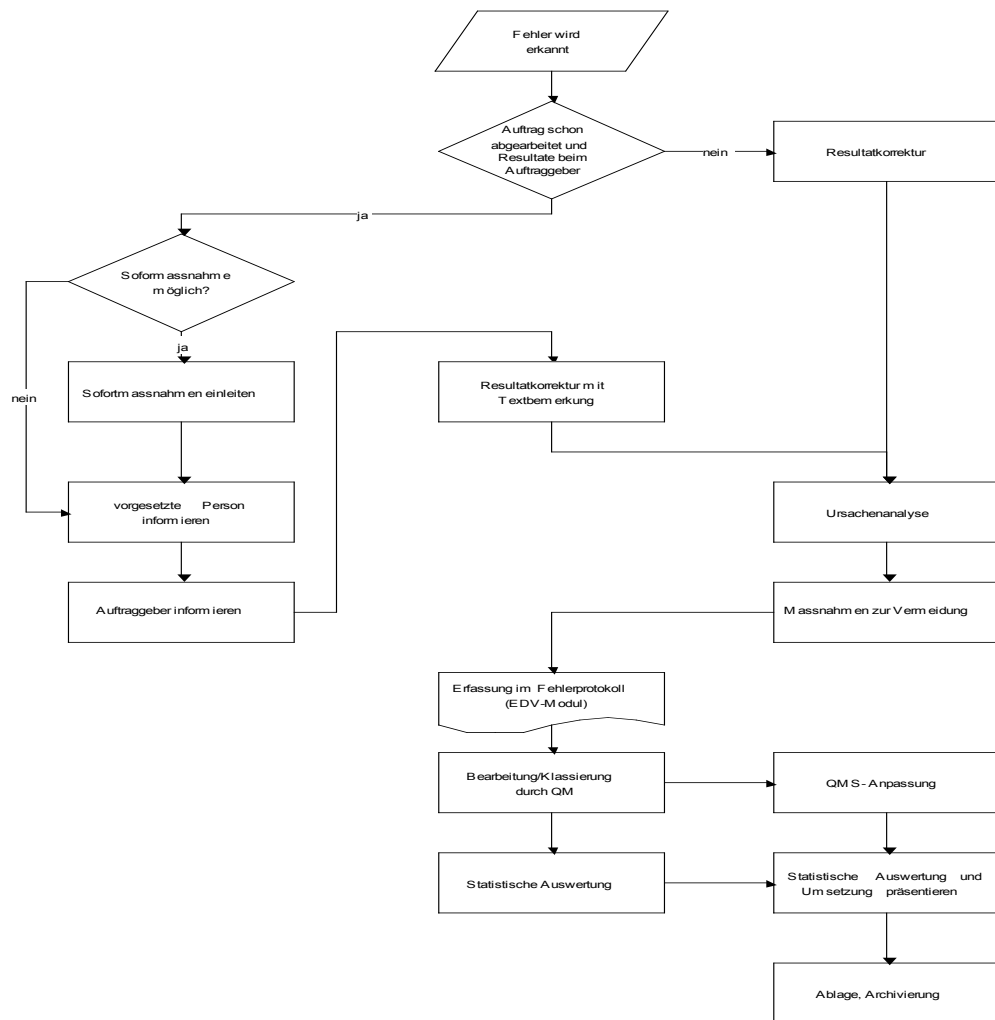 Fehler wird
erkannt
Auftrag schon
abgearbeitet und
Resultate beim
Auftraggeber
nein
Resultatkorrektur
ja
Soformassnahme
möglich?
ja
nein
Sofortmassnahmen einleiten
Resultatkorrektur mit
Textbemerkung
vorgesetzte Person
informieren
Ursachenanalyse
Auftraggeber informieren
Massnahmen zur Vermeidung
Erfassung im Fehlerprotokoll
(EDV-Modul)
Bearbeitung/Klassierung
durch QM
QMS-Anpassung
Statistische Auswertung
Statistische Auswertung und
Umsetzung präsentieren
Ablage, Archivierung